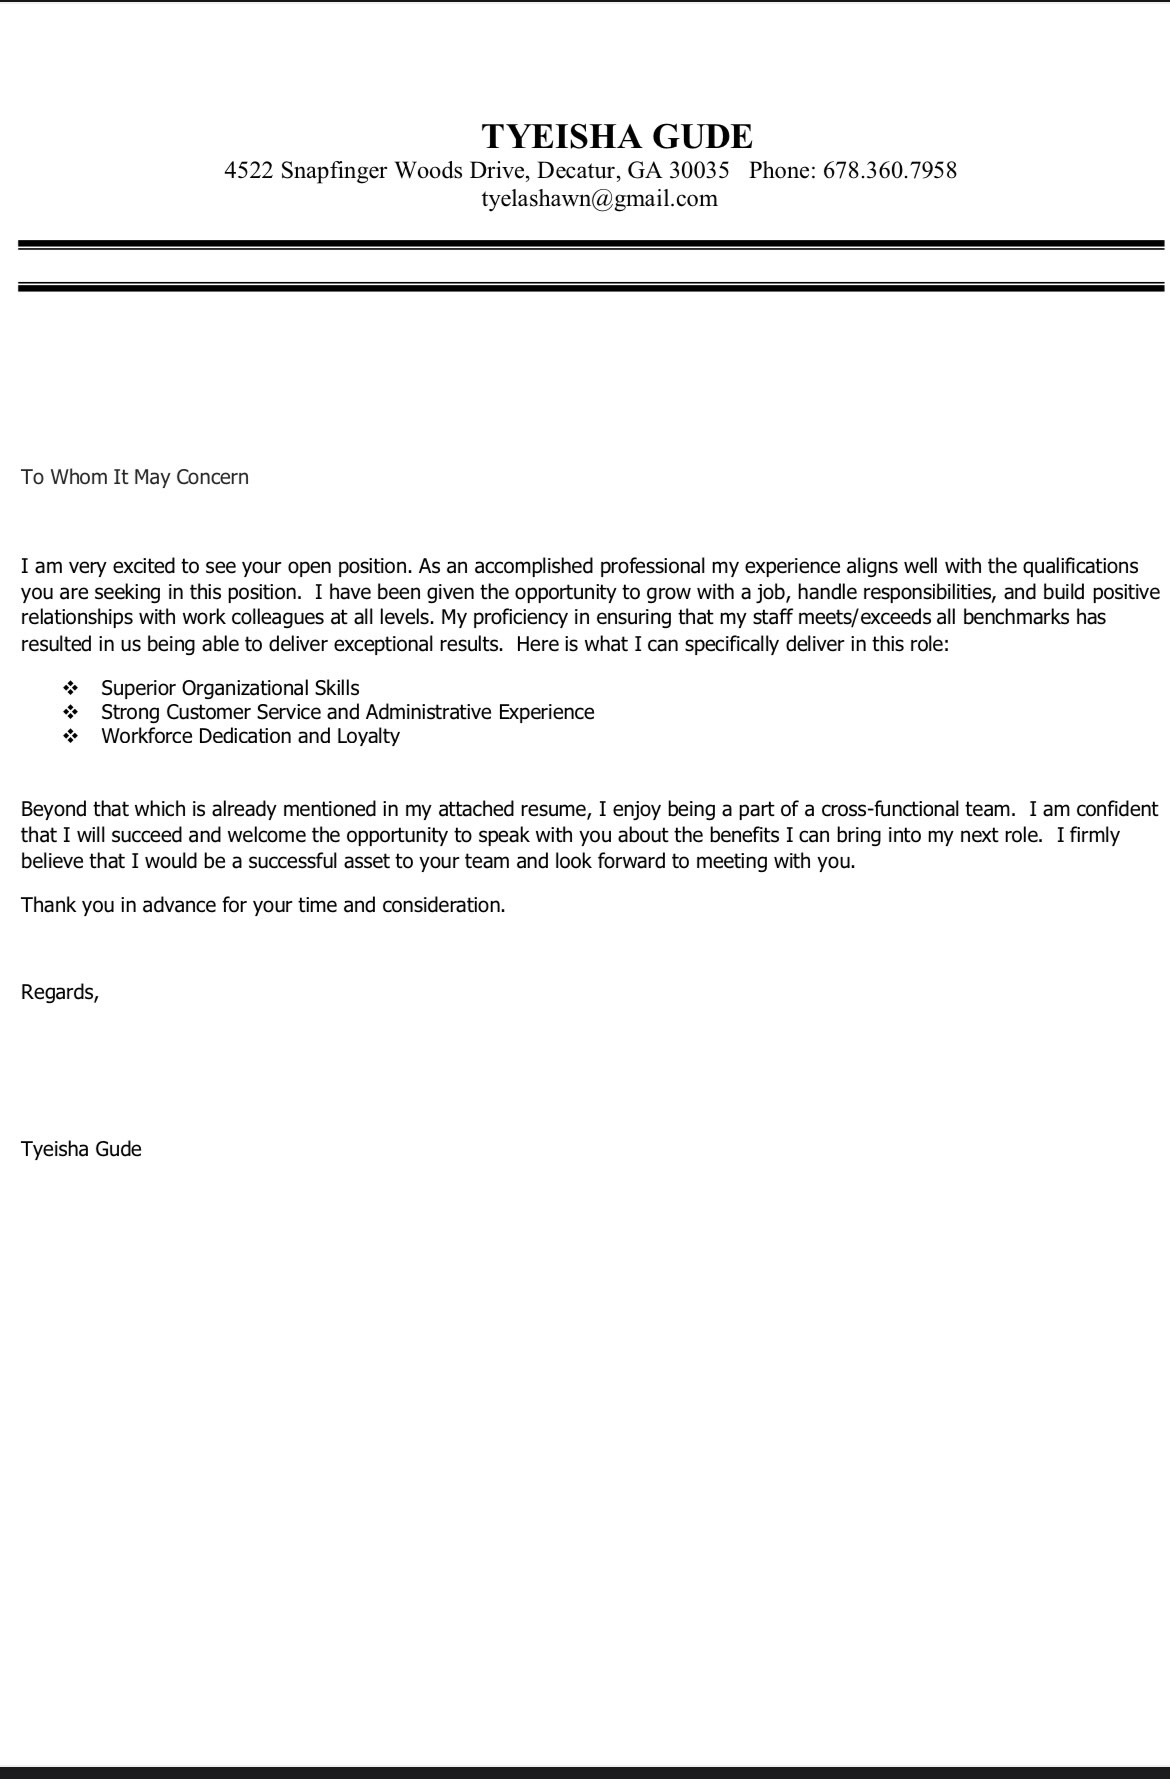 TYEISHA GUDE
4522 Snapfinger Woods Drive, Decatur, GA 30035   Phone: 678.360.7958
tyelashawn@gmail.com
To Whom It May Concern
I am very excited to see your open position. As an accomplished professional my experience aligns well with the qualifications
you are seeking in this position.  I have been given the opportunity to grow with a job, handle responsibilities, and build positive
relationships with work colleagues at all levels. My proficiency in ensuring that my staff meets/exceeds all benchmarks has
resulted in us being able to deliver exceptional results.  Here is what I can specifically deliver in this role:
❖ Superior Organizational Skills
❖ Strong Customer Service and Administrative Experience
❖ Workforce Dedication and Loyalty
Beyond that which is already mentioned in my attached resume, I enjoy being a part of a cross-functional team.  I am confident
that I will succeed and welcome the opportunity to speak with you about the benefits I can bring into my next role.  I firmly
believe that I would be a successful asset to your team and look forward to meeting with you.
Thank you in advance for your time and consideration.
Regards,
Tyeisha Gude